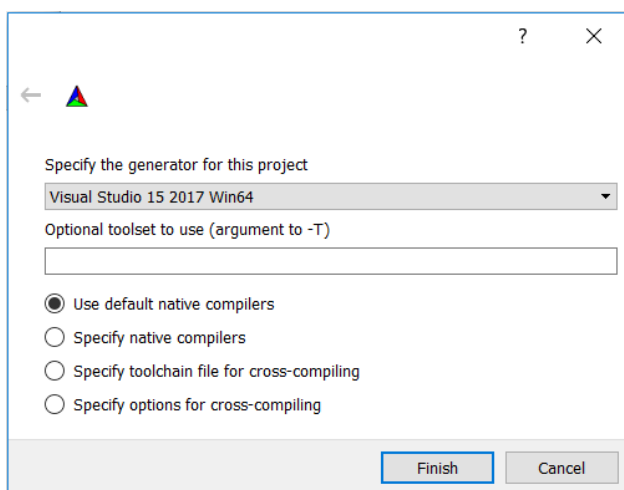 ?
Specify the generator for this project
Visual Studio 15 2017 Win64
Optional toolset to use (argument to -T)
Use default native compilers
Specify native compilers
Specify toolchain file for cross-compiling
Specify options for cross-compiling
Finish Cancel